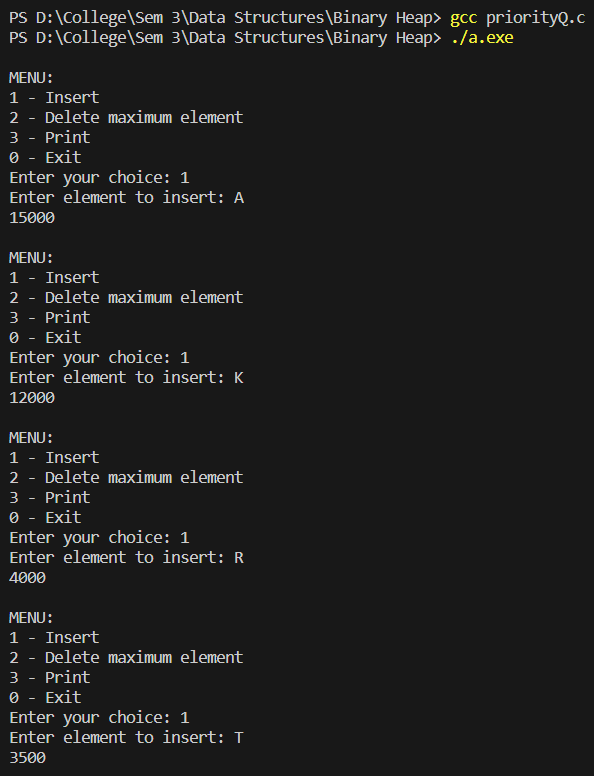 PS D:\College\Sem 3\Data Structures\Binary Heap> gcc priorityQ.c
PS D:\College\Sem 3\Data Structures\Binary Heap> ./a.exe

MENU:
1 - Insert
2 - Delete maximum element
3 - Print
0 - Exit
Enter your choice: 1
Enter element to insert: A
15000

MENU:
1 - Insert
2 - Delete maximum element
3 - Print
0 - Exit
Enter your choice: 1
Enter element to insert: K
12000

MENU:
1 - Insert
2 - Delete maximum element
3 - Print
0 - Exit
Enter your choice: 1
Enter element to insert: R
4000

MENU:
1 - Insert
2 - Delete maximum element
3 - Print
0 - Exit
Enter your choice: 1
Enter element to insert: T
3500